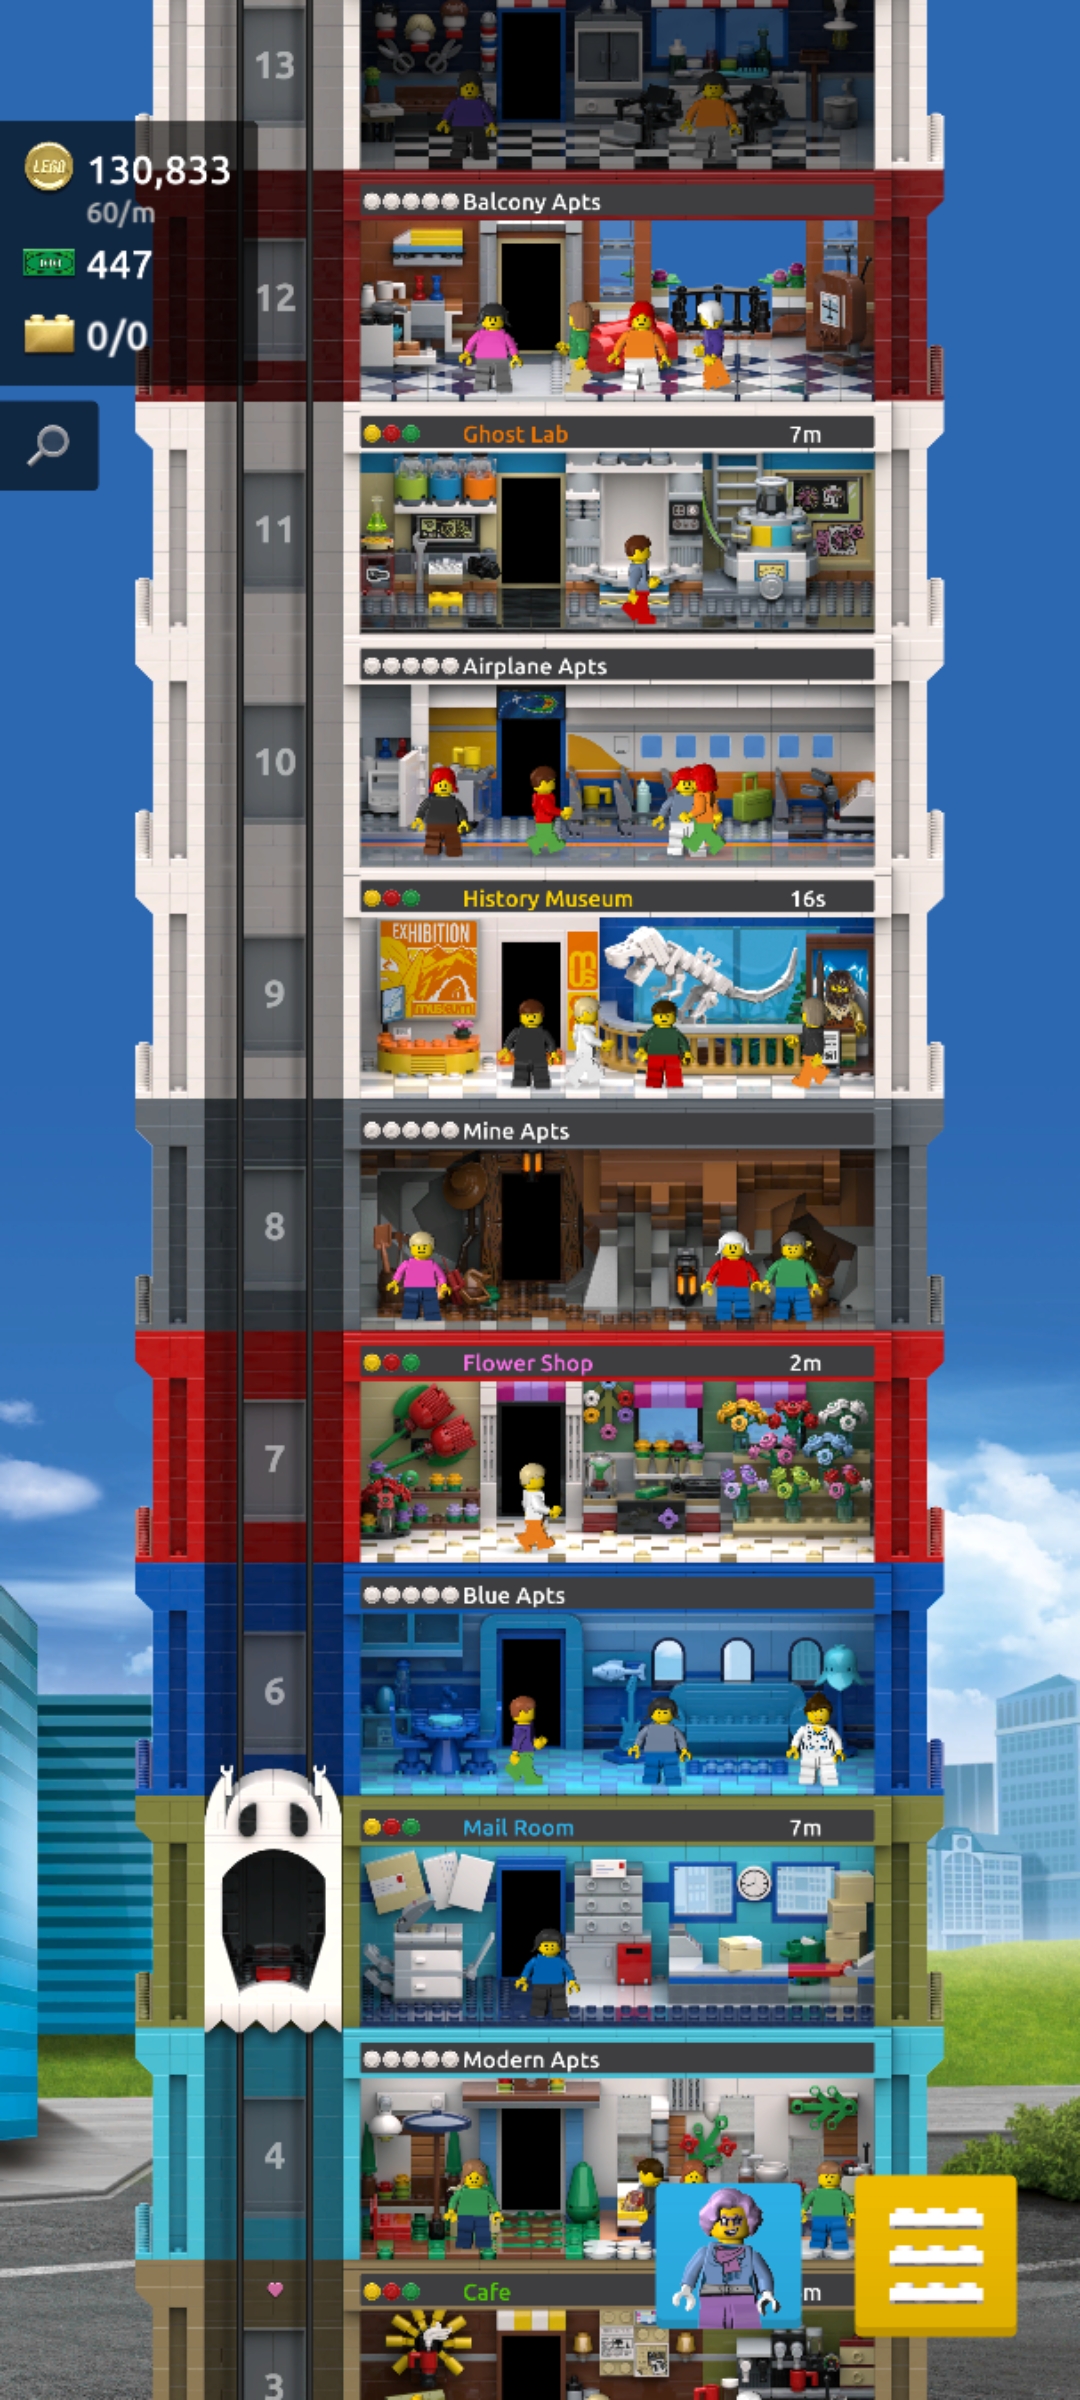 13
LEGO 130,833
60/m
447
0/0
Balcony Apts
12
Ghost Lab 7m
11
Airplane Apts
10
History Museum 16s
EXHIBITION
museum
9
Mine Apts
8
Flower Shop 2m
7
Blue Apts
6
Mail Room 7m
Modern Apts
4
Cafe m
3